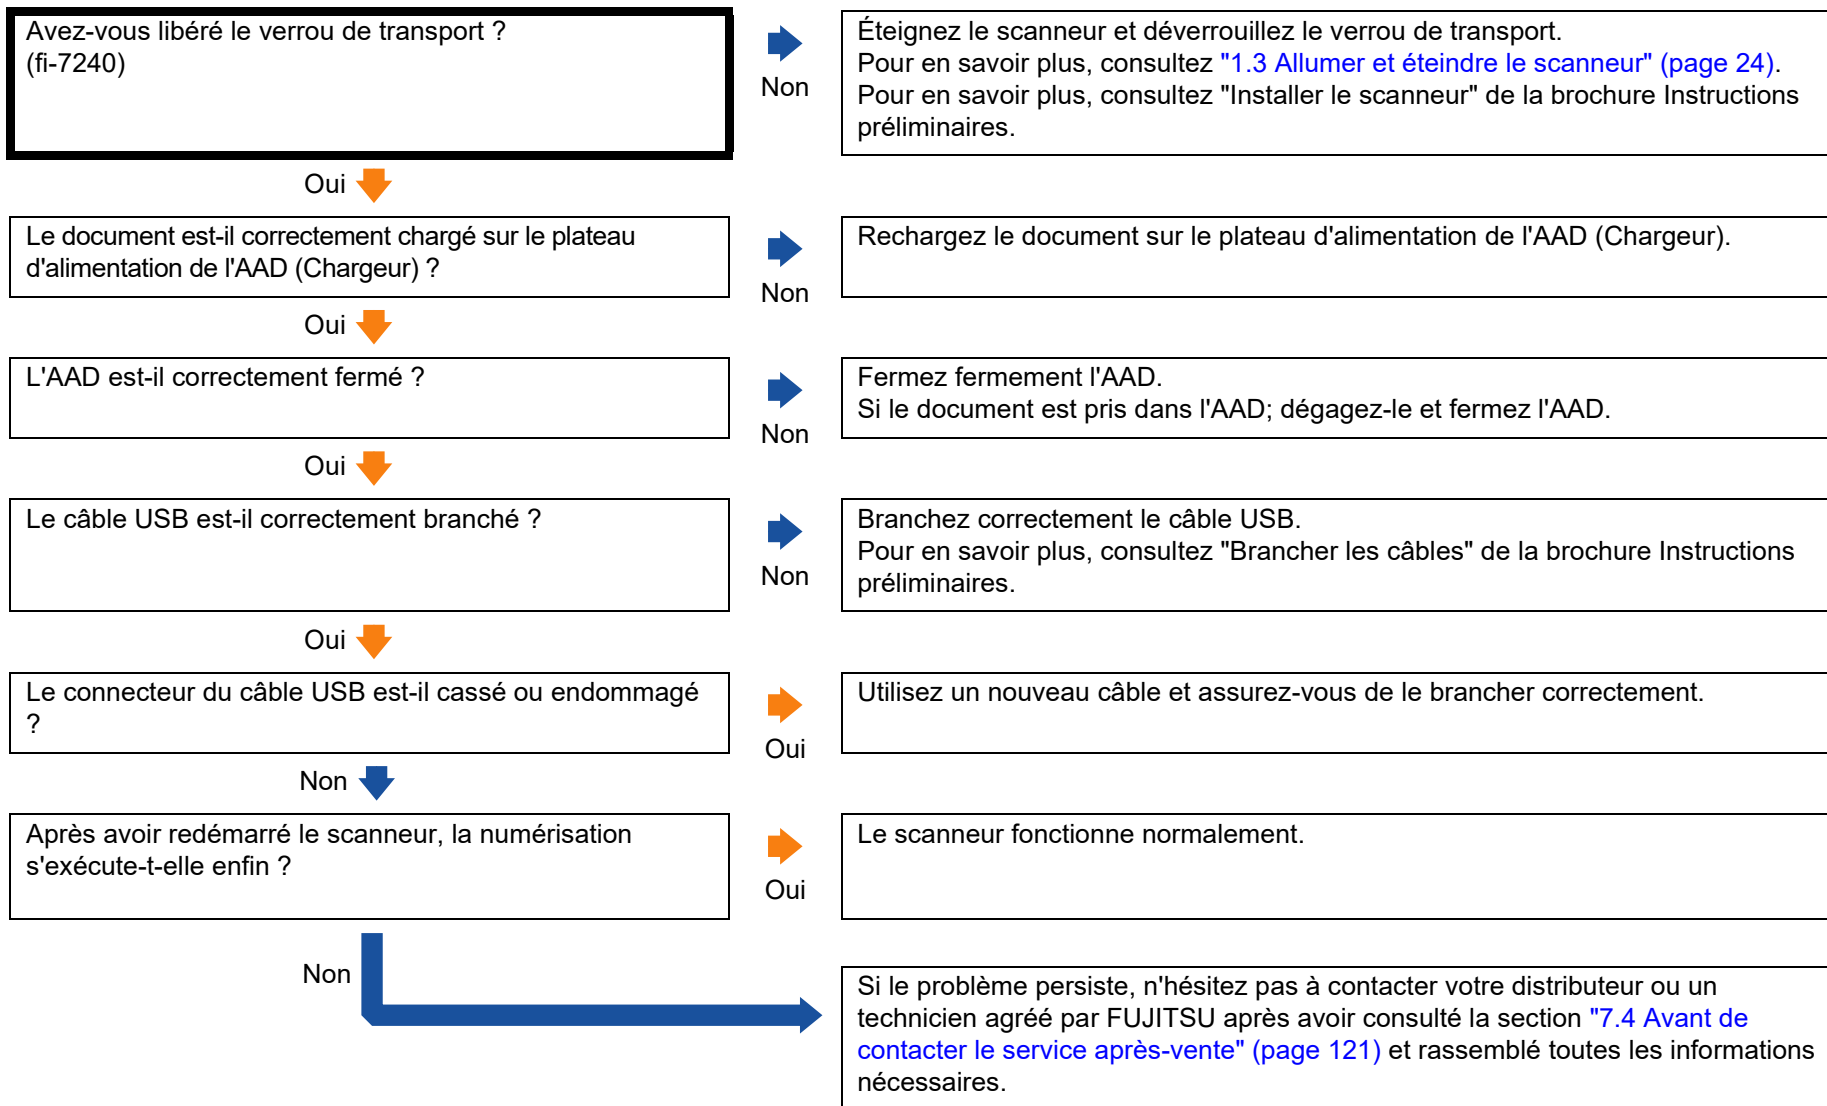 Avez-vous libéré le verrou de transport ?
(fi-7240)
Non
Éteignez le scanneur et déverrouillez le verrou de transport.
Pour en savoir plus, consultez "1.3 Allumer et éteindre le scanneur" (page 24).
Pour en savoir plus, consultez "Installer le scanneur" de la brochure Instructions
préliminaires.
Oui
Le document est-il correctement chargé sur le plateau
d'alimentation de l'AAD (Chargeur) ?
Non
Rechargez le document sur le plateau d'alimentation de l'AAD (Chargeur).
Oui
L'AAD est-il correctement fermé ?
Non
Fermez fermement l'AAD.
Si le document est pris dans l'AAD; dégagez-le et fermez l'AAD.
Oui
Le câble USB est-il correctement branché ?
Non
Branchez correctement le câble USB.
Pour en savoir plus, consultez "Brancher les câbles" de la brochure Instructions
préliminaires.
Oui
Le connecteur du câble USB est-il cassé ou endommagé
?
Oui
Utilisez un nouveau câble et assurez-vous de le brancher correctement.
Non
Après avoir redémarré le scanneur, la numérisation
s'exécute-t-elle enfin ?
Oui
Le scanneur fonctionne normalement.
Non
Si le problème persiste, n'hésitez pas à contacter votre distributeur ou un
technicien agréé par FUJITSU après avoir consulté la section "7.4 Avant de
contacter le service après-vente" (page 121) et rassemblé toutes les informations
nécessaires.